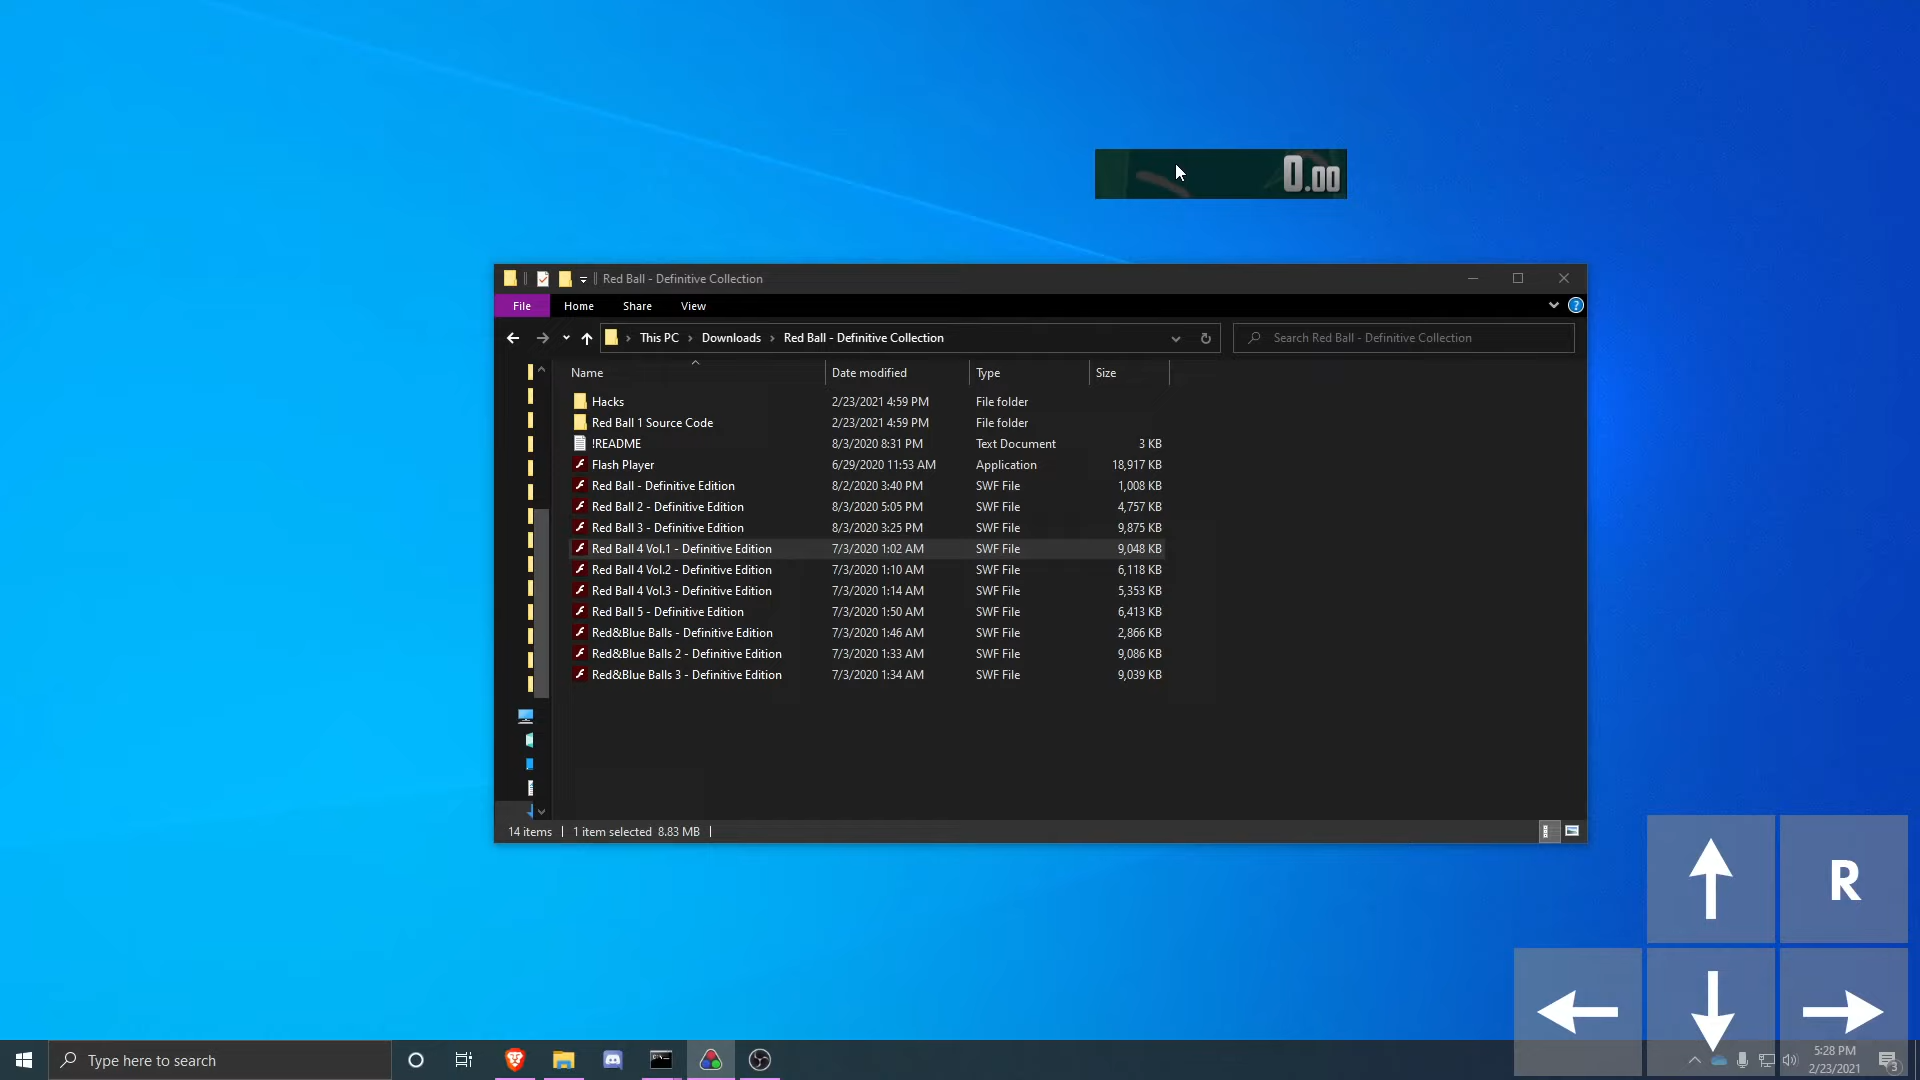 0.00
Red Ball - Definitive Collection
File Home Share View
This PC Downloads Red Ball - Definitive Collection Search Red Ball - Definitive Collection
Name Date modified Type Size
Hacks 2/23/2021 4:59 PM File folder
Red Ball 1 Source Code 2/23/2021 4:59 PM File folder
!README 8/3/2020 8:31 PM Text Document 3 KB
Flash Player 6/29/2020 11:53 AM Application 18,917 KB
Red Ball - Definitive Edition 8/2/2020 3:40 PM SWF File 1,008 KB
Red Ball 2 - Definitive Edition 8/3/2020 5:05 PM SWF File 4,757 KB
Red Ball 3 - Definitive Edition 8/3/2020 3:25 PM SWF File 9,875 KB
Red Ball 4 Vol.1 - Definitive Edition 7/3/2020 1:02 AM SWF File 9,048 KB
Red Ball 4 Vol.2 - Definitive Edition 7/3/2020 1:10 AM SWF File 6,118 KB
Red Ball 4 Vol.3 - Definitive Edition 7/3/2020 1:14 AM SWF File 5,353 KB
Red Ball 5 - Definitive Edition 7/3/2020 1:50 AM SWF File 6,413 KB
Red&Blue Balls - Definitive Edition 7/3/2020 1:46 AM SWF File 2,866 KB
Red&Blue Balls 2 - Definitive Edition 7/3/2020 1:33 AM SWF File 9,086 KB
Red&Blue Balls 3 - Definitive Edition 7/3/2020 1:34 AM SWF File 9,039 KB
14 items 1 item selected 8.83 MB
R
Type here to search
5:28 PM
2/23/2021
3